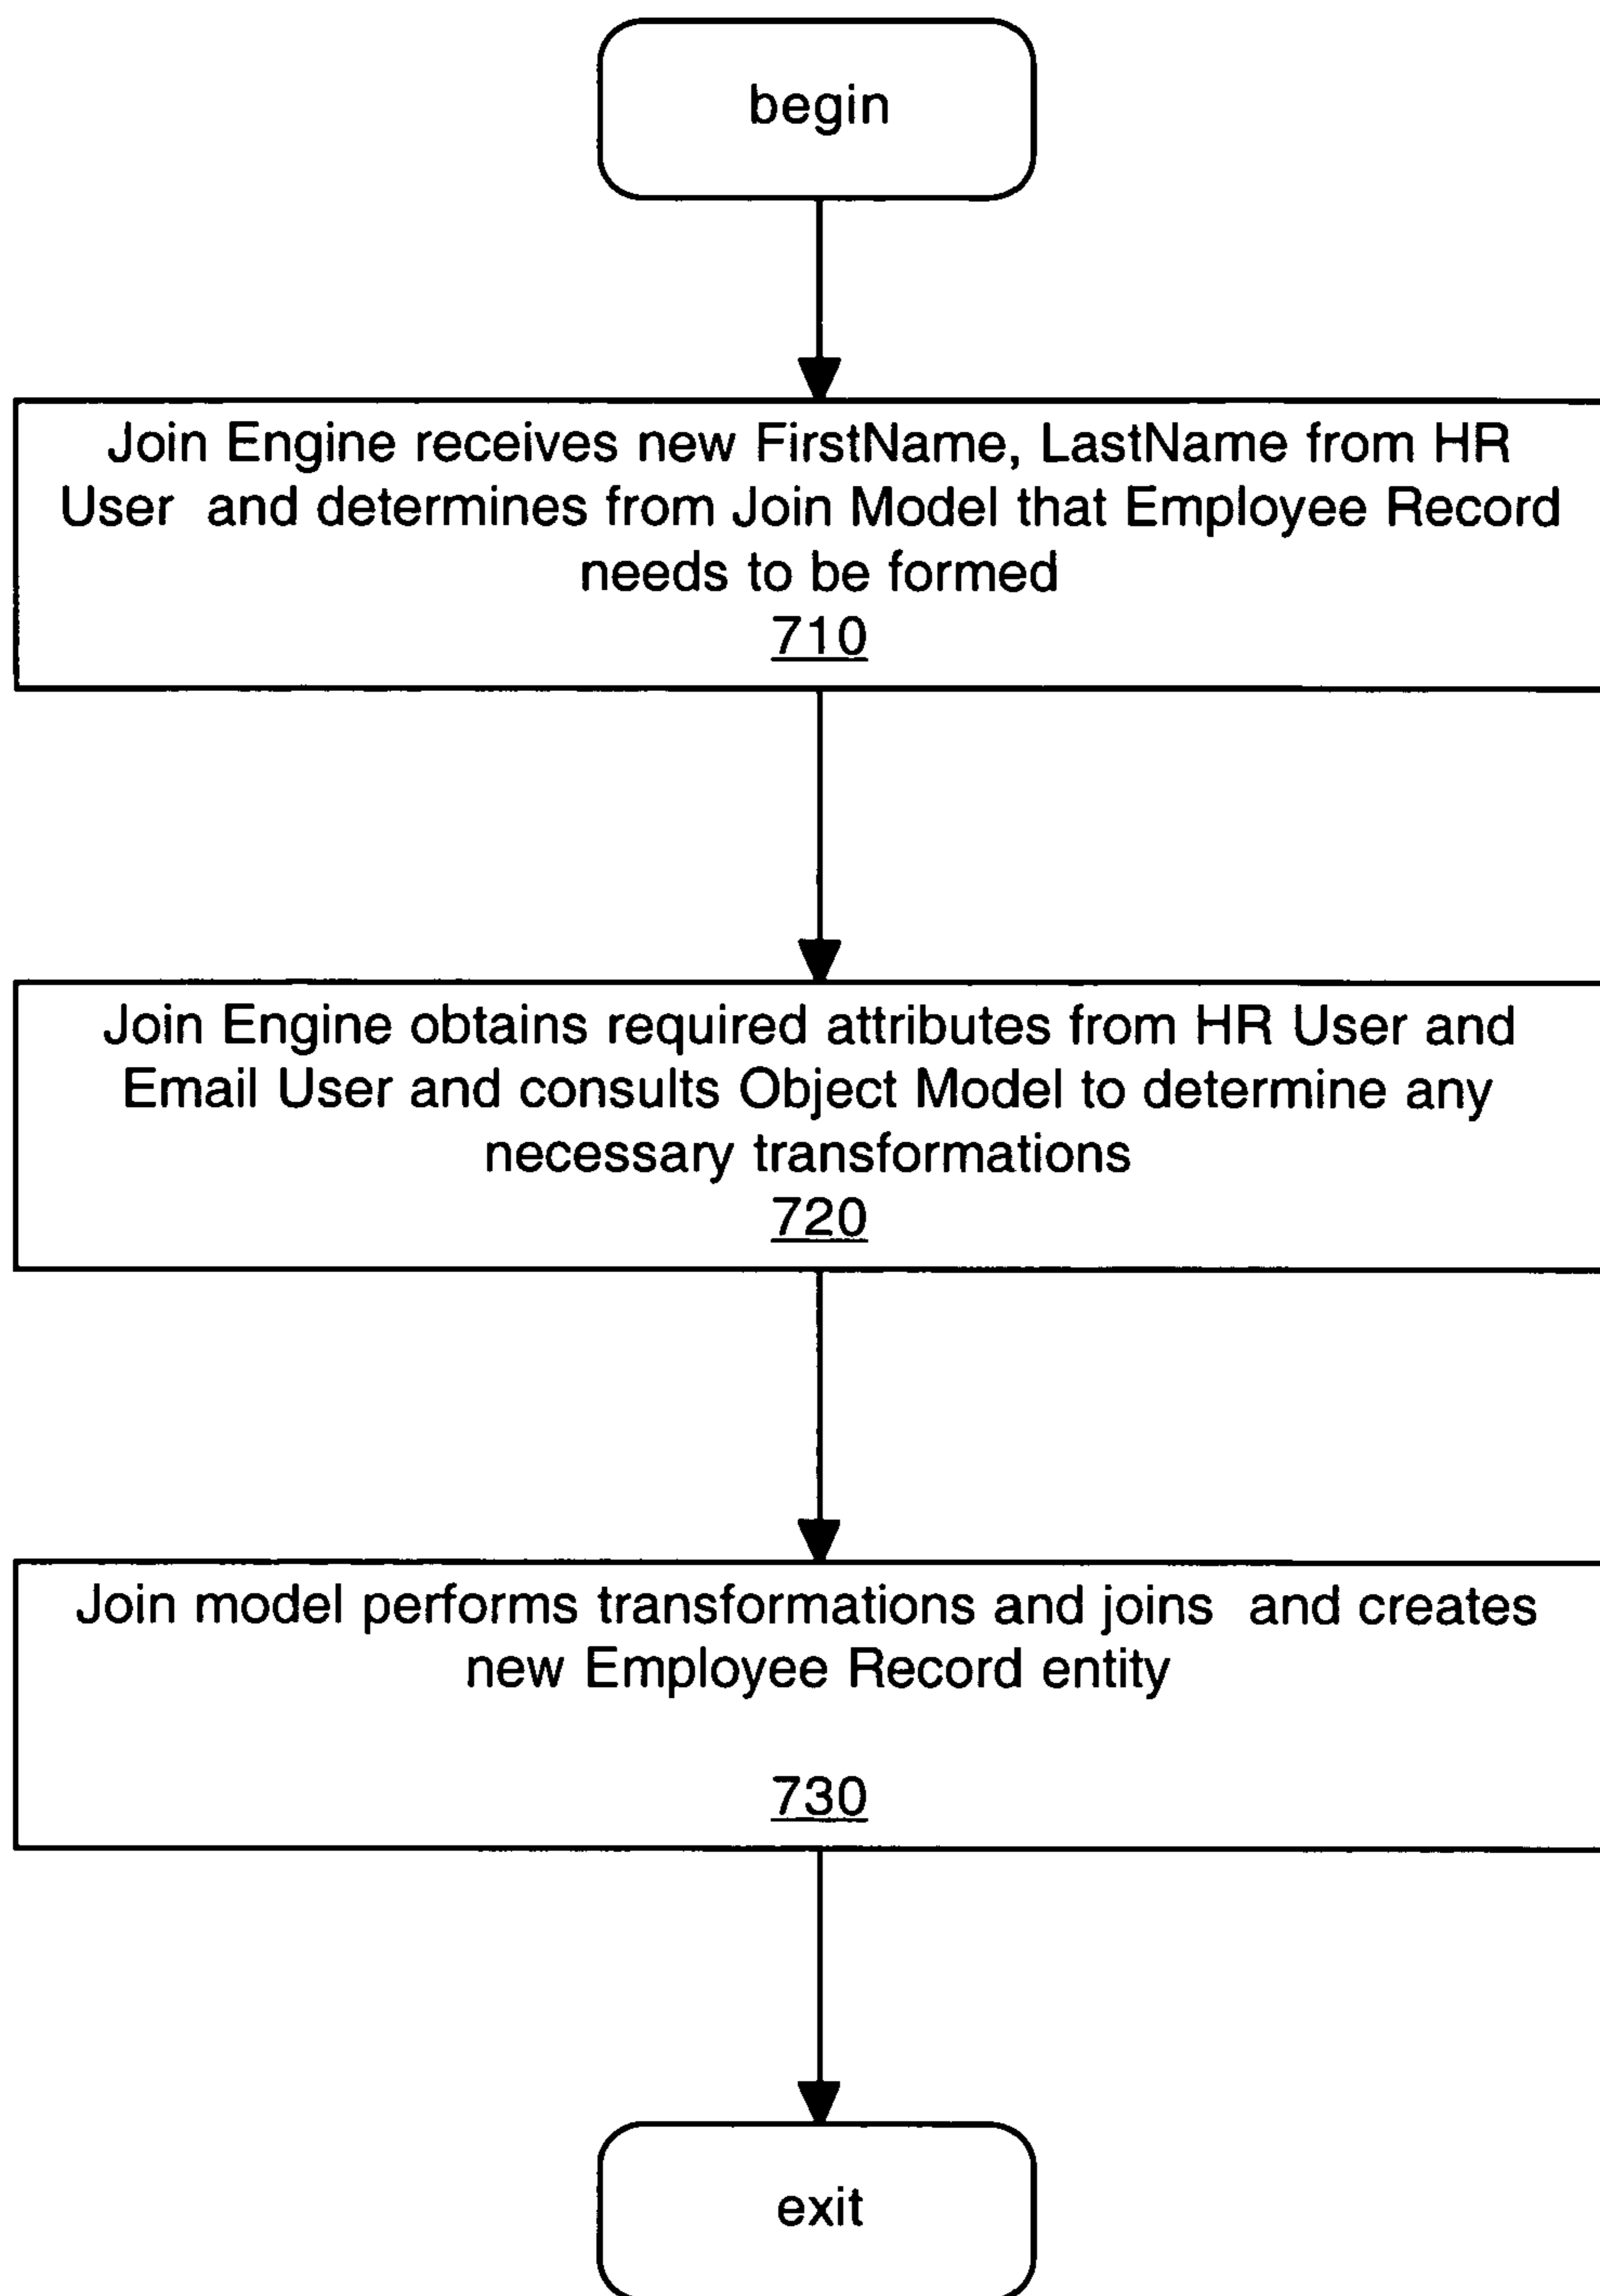 begin
Join Engine receives new FirstName, LastName from HR
User and determines from Join Model that Employee Record
needs to be formed
710
Join Engine obtains required attributes from HR User and
Email User and consults Object Model to determine any
necessary transformations
720
Join model performs transformations and joins and creates
new Employee Record entity
730
exit